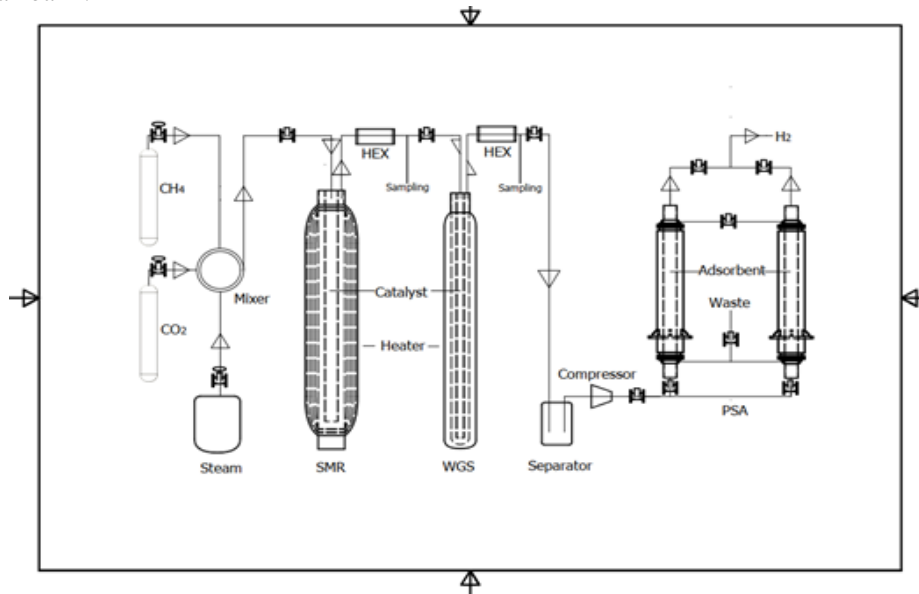 H2
HEX
HEX
CH4
Sampling
Sampling
Adsorbent
Mixer
Catalyst
Waste
CO2
Heater
Compressor
PSA
Steam
SMR
WGS
Separator